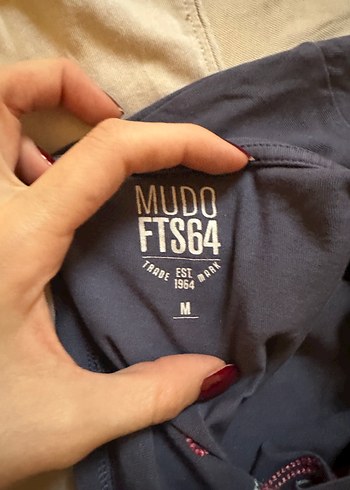 MUDO
FTS64
TRADE EST. MARK
1964
M